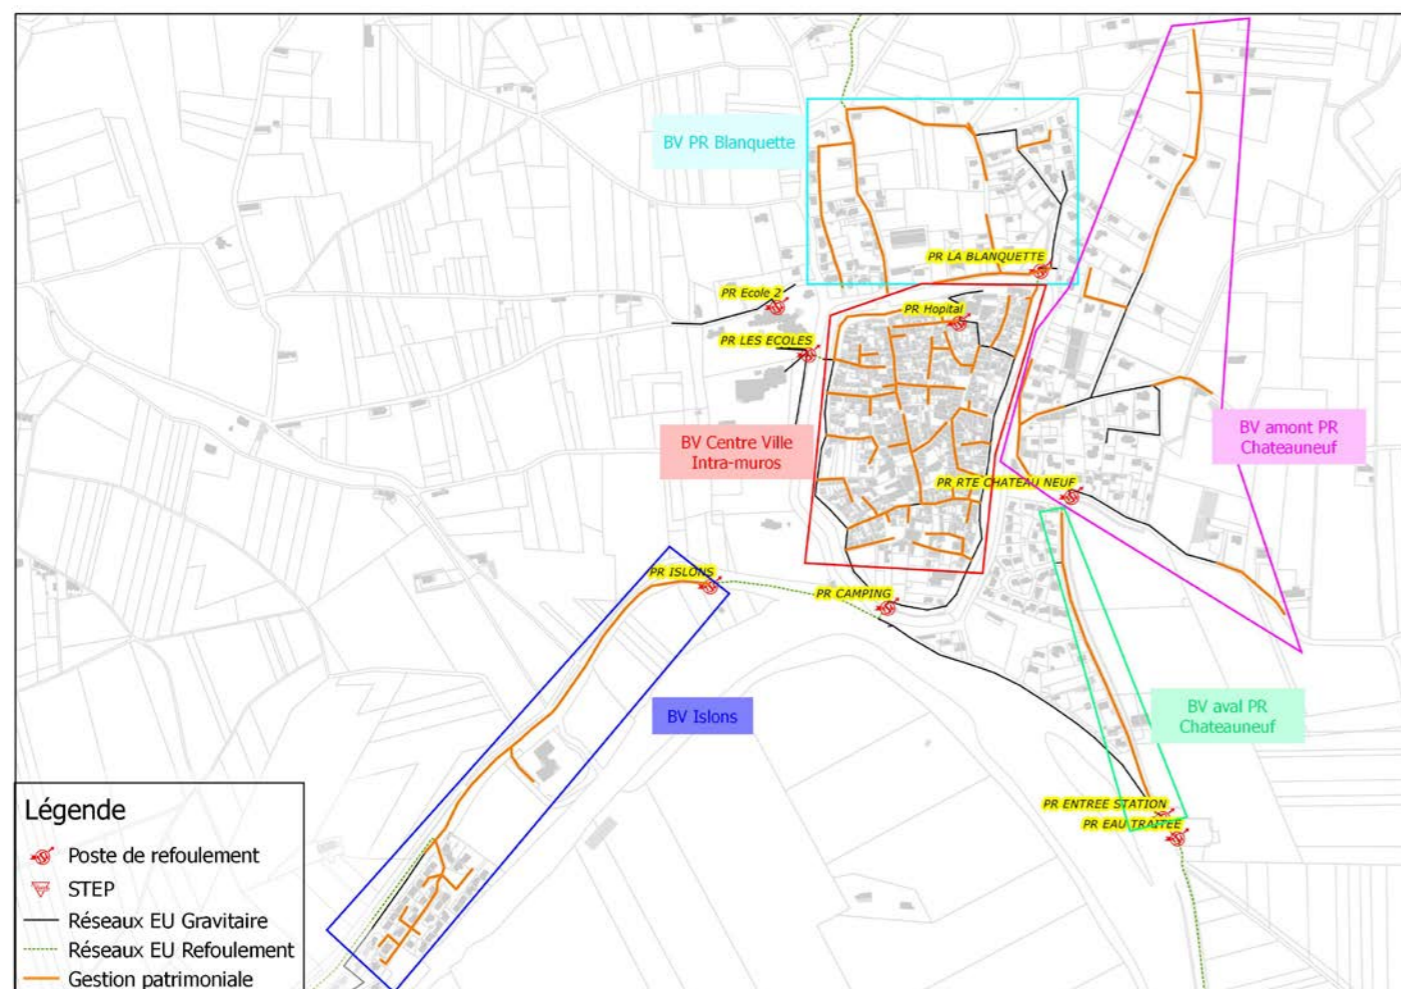 BV PR Blanquette
PR LA BLANQUETTE
PR Ecole 2
PR Hopital
PR LES ECOLES
BV Centre Ville
Intra-muros
BV amont PR
Chateauneuf
PR RTE CHATEAU NEUF
PR ISLONS
PR CAMPING
BV Islons
BV aval PR
Chateauneuf
PR ENTREE STATION
PR EAU TRAITEE
Légende
Poste de refoulement
STEP
Réseaux EU Gravitaire
Réseaux EU Refoulement
Gestion patrimoniale